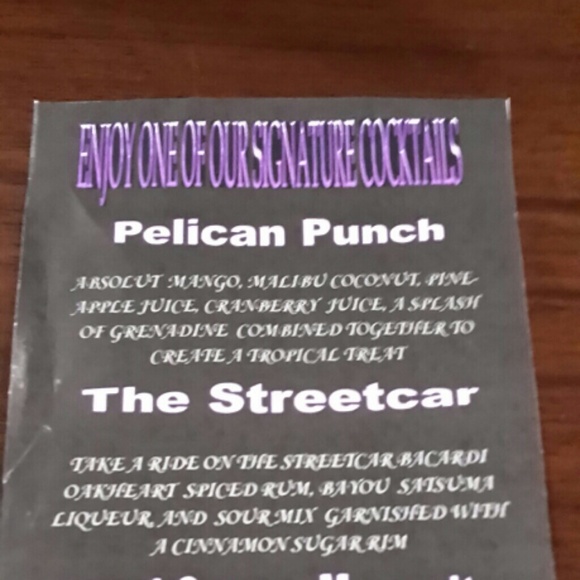 ENJOY ONE OF OUR SIGNATURE COCKTAILS
Pelican Punch
ABSOLUT MANGO, MALIBU COCONUT, PINE-
APPLE JUICE, CRANBERRY JUICE, A SPLASH
OF GRENADINE COMBINED TOGETHER TO
CREATE A TROPICAL TREAT
The Streetcar
TAKE A RIDE ON THE STREETCAR BACARDI
OAKHEART SPICED RUM, BAYOU SATSUMA
LIQUEUR, AND SOUR MIX GARNISHED WITH
A CINNAMON SUGAR RIM